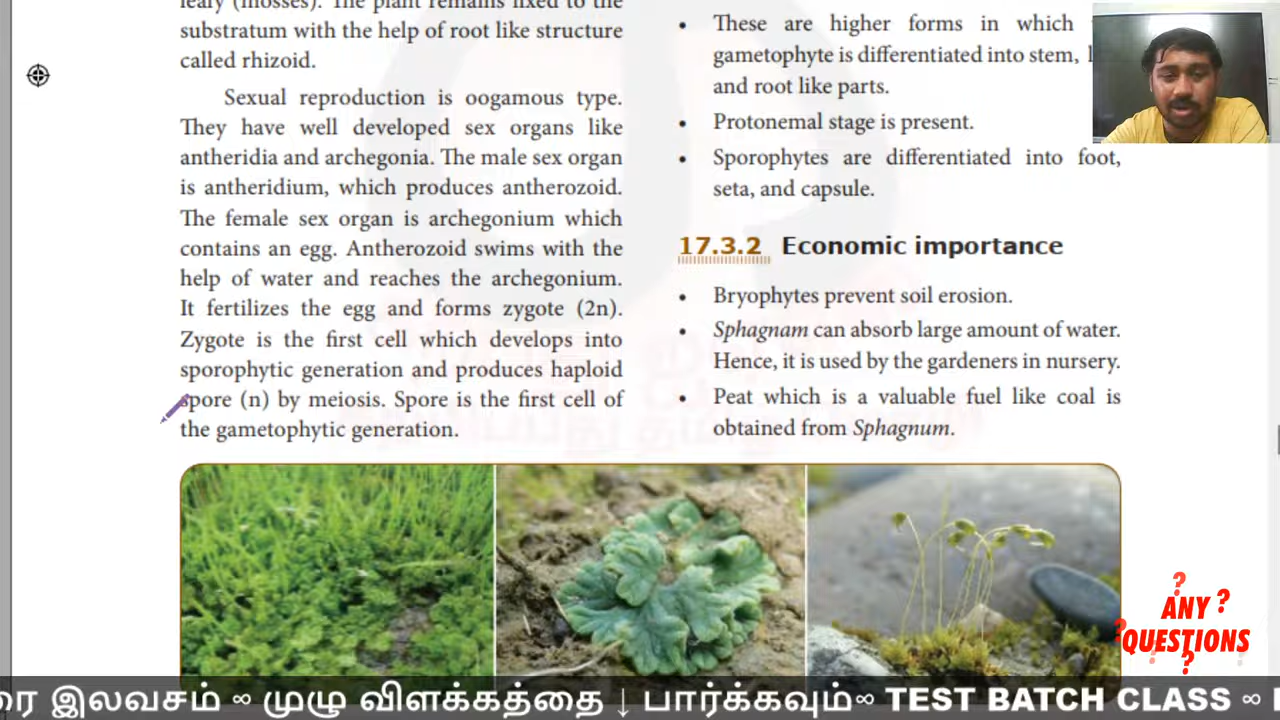 leafy (mosses). The plant remains fixed to the
substratum with the help of root like structure
called rhizoid.
Sexual reproduction is oogamous type.
They have well developed sex organs like
antheridia and archegonia. The male sex organ
is antheridium, which produces antherozoid.
The female sex organ is archegonium which
contains an egg. Antherozoid swims with the
help of water and reaches the archegonium.
It fertilizes the egg and forms zygote (2n).
Zygote is the first cell which develops into
sporophytic generation and produces haploid
spore (n) by meiosis. Spore is the first cell of
the gametophytic generation.
• These are higher forms in which
gametophyte is differentiated into stem,
and root like parts.
• Protonemal stage is present.
• Sporophytes are differentiated into foot,
seta, and capsule.
17.3.2 Economic importance
• Bryophytes prevent soil erosion.
• Sphagnam can absorb large amount of water.
Hence, it is used by the gardeners in nursery.
• Peat which is a valuable fuel like coal is
obtained from Sphagnum.
? ANY ?
? QUESTIONS
?
இலவசம் ∞ முழு விளக்கத்தை ↓ பார்க்கவும்∞ TEST BATCH CLASS ∞